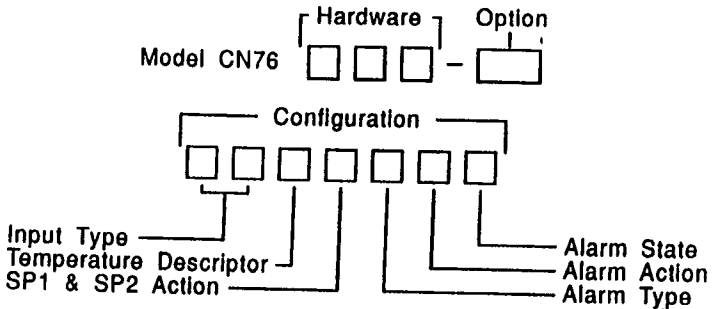 Hardware Option
Model CN76 -
Configuration
Input Type
Temperature Descriptor
SP1 & SP2 Action
Alarm State
Alarm Action
Alarm Type